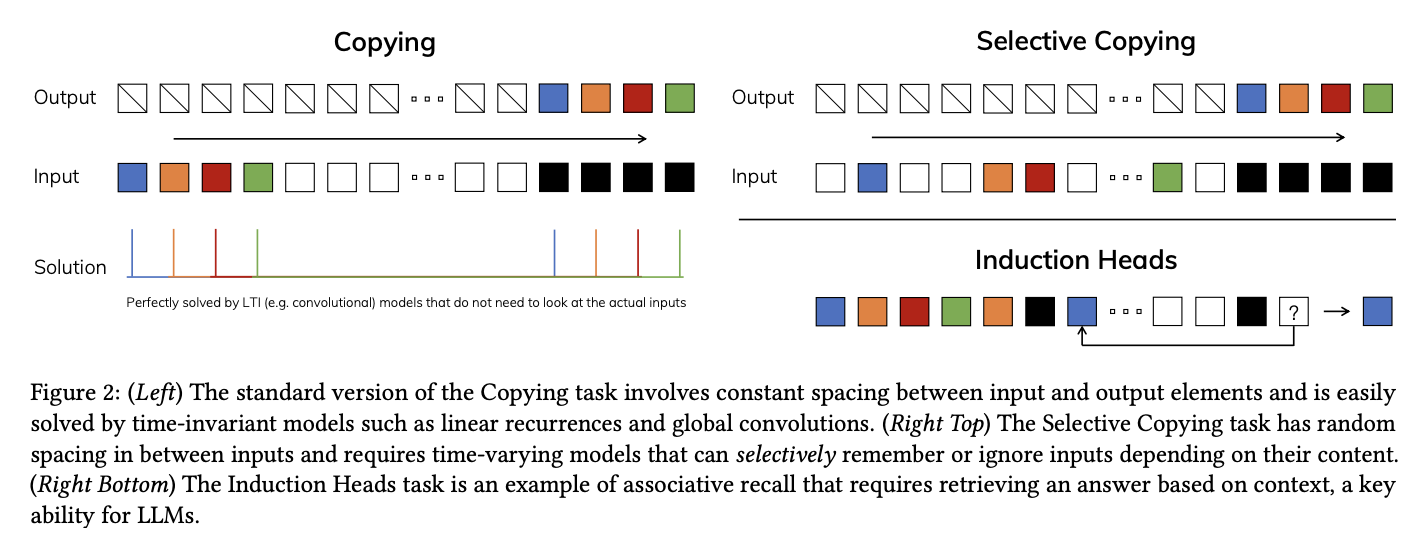 Copying
Output
Input
Solution
Perfectly solved by LTI (e.g. convolutional) models that do not need to look at the actual inputs
Selective Copying
Output
Input
Induction Heads
?
Figure 2: (Left) The standard version of the Copying task involves constant spacing between input and output elements and is easily
solved by time-invariant models such as linear recurrences and global convolutions. (Right Top) The Selective Copying task has random
spacing in between inputs and requires time-varying models that can selectively remember or ignore inputs depending on their content.
(Right Bottom) The Induction Heads task is an example of associative recall that requires retrieving an answer based on context, a key
ability for LLMs.